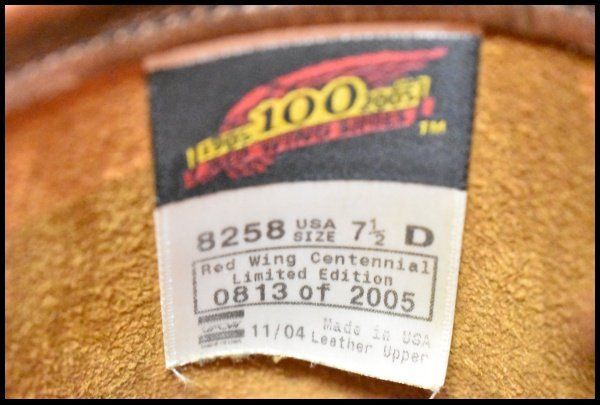 1905 100 2005
RED WING SHOES
TM
8258 USA SIZE 7½ D
Red Wing Centennial
Limited Edition
0813 of 2005
UFCW
11/04
Made in USA
Leather Upper